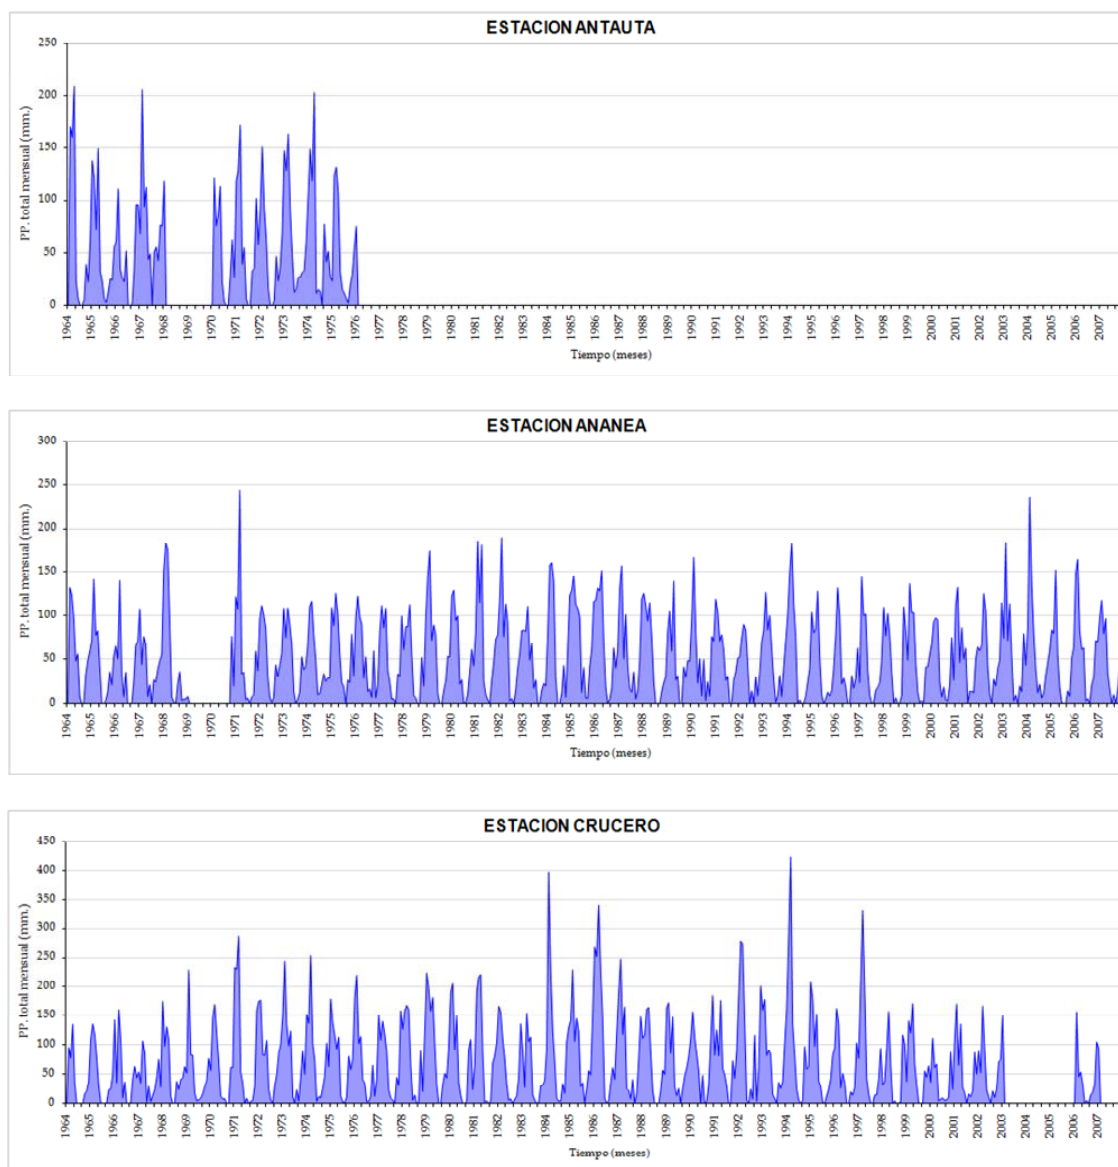 ESTACION ANTAUTA
250
200
150
100
50
0
PP. total mensual (mm.)
1964 1965 1966 1967 1968 1969 1970 1971 1972 1973 1974 1975 1976 1977 1978 1979 1980 1981 1982 1983 1984 1985 1986 1987 1988 1989 1990 1991 1992 1993 1994 1995 1996 1997 1998 1999 2000 2001 2002 2003 2004 2005 2006 2007
Tiempo (meses)
ESTACION ANANEA
300
250
200
150
100
50
0
PP. total mensual (mm.)
1964 1965 1966 1967 1968 1969 1970 1971 1972 1973 1974 1975 1976 1977 1978 1979 1980 1981 1982 1983 1984 1985 1986 1987 1988 1989 1990 1991 1992 1993 1994 1995 1996 1997 1998 1999 2000 2001 2002 2003 2004 2005 2006 2007
Tiempo (meses)
ESTACION CRUCERO
450
400
350
300
250
200
150
100
50
0
PP. total mensual (mm.)
1964 1965 1966 1967 1968 1969 1970 1971 1972 1973 1974 1975 1976 1977 1978 1979 1980 1981 1982 1983 1984 1985 1986 1987 1988 1989 1990 1991 1992 1993 1994 1995 1996 1997 1998 1999 2000 2001 2002 2003 2004 2005 2006 2007
Tiempo (meses)